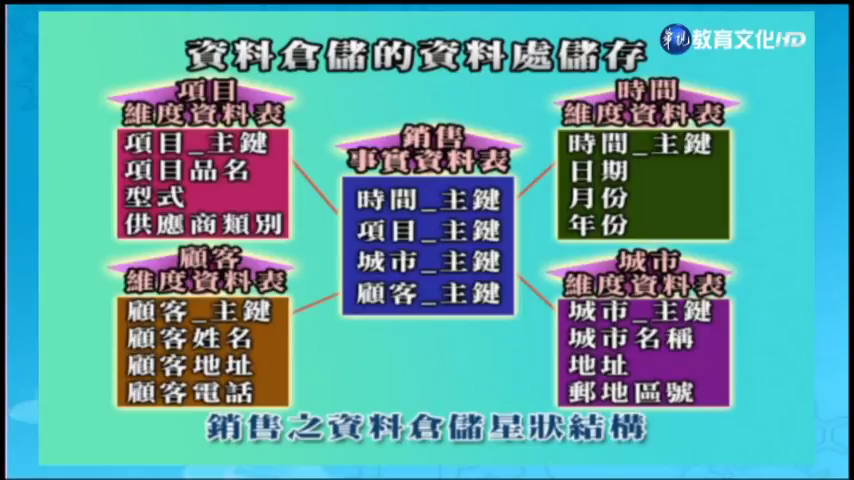 資料倉儲的資料處儲存
華視 教育文化HD
項目
維度資料表
項目_主鍵
項目品名
型式
供應商類別
銷售
事實資料表
時間_主鍵
項目_主鍵
城市_主鍵
顧客_主鍵
時間
維度資料表
時間_主鍵
日期
月份
年份
顧客
維度資料表
顧客_主鍵
顧客姓名
顧客地址
顧客電話
城市
維度資料表
城市_主鍵
城市名稱
地址
郵地區號
銷售之資料倉儲星狀結構